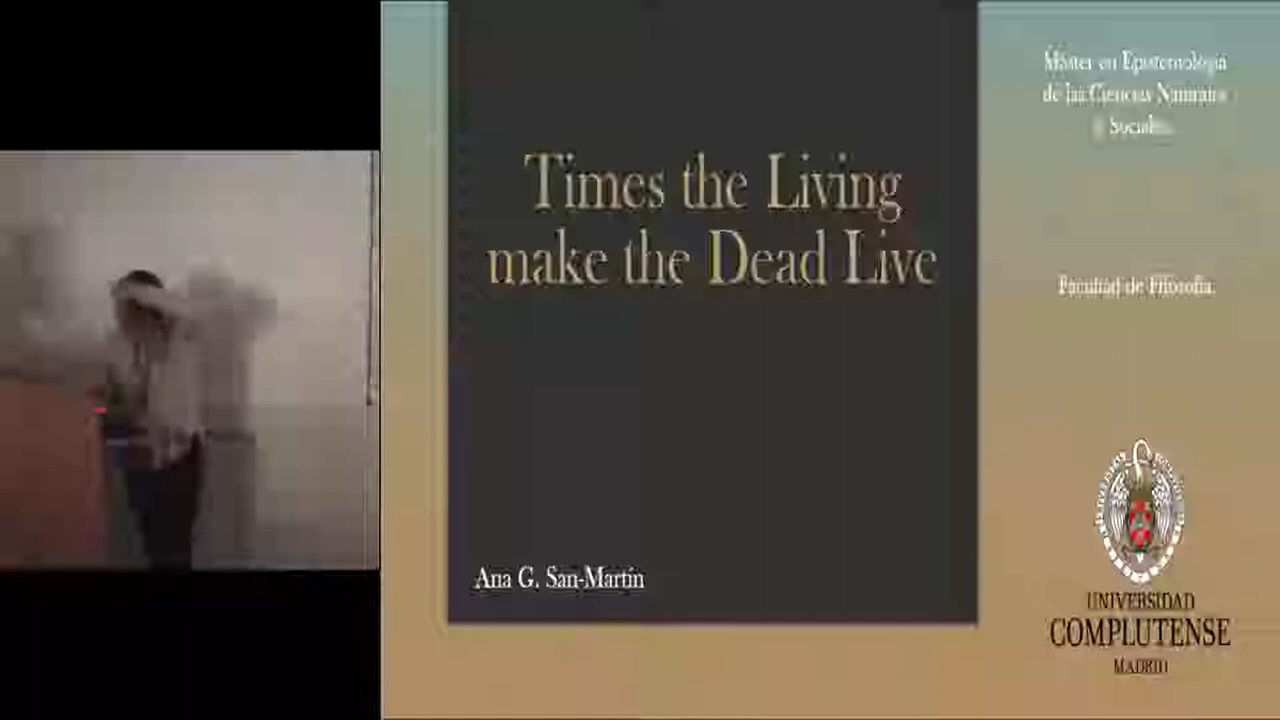 Times the Living
make the Dead Live
Ana G. San-Martín
Máster en Epistemología
de las Ciencias Naturales
y Sociales.
Facultad de Filosofía.
UNIVERSIDAD
COMPLUTENSE
MADRID